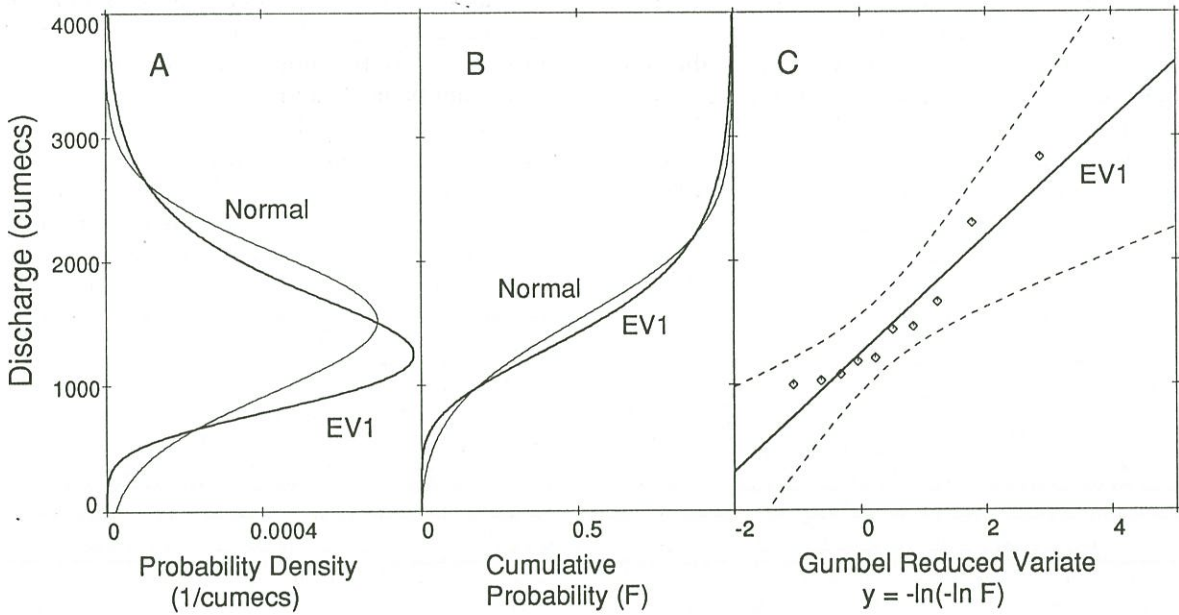 4000
3000
2000
1000
0
Discharge (cumecs)
A
Normal
EV1
0
0.0004
Probability Density
(1/cumecs)
B
Normal
EV1
0
0.5
Cumulative
Probability (F)
C
EV1
-2
0
2
4
Gumbel Reduced Variate
y = -ln(-ln F)